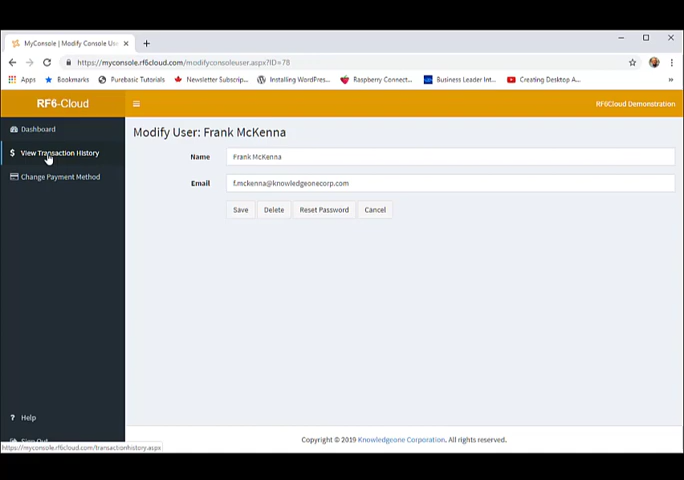 MyConsole | Modify Console Us
https://myconsole.rf6cloud.com/modifyconsoleuser.aspx?ID=78
Apps Bookmarks Purebasic Tutorials Newsletter Subscrip... Installing WordPres... Raspberry Connect... Business Leader Int... Creating Desktop A... »
RF6-Cloud RF6Cloud Demonstration
Dashboard
View Transaction History
Change Payment Method
Modify User: Frank McKenna
Name Frank McKenna
Email f.mckenna@knowledgeonecorp.com
Save Delete Reset Password Cancel
? Help
Sign Out
https://myconsole.rf6cloud.com/transactionhistory.aspx
Copyright © 2019 Knowledgeone Corporation. All rights reserved.